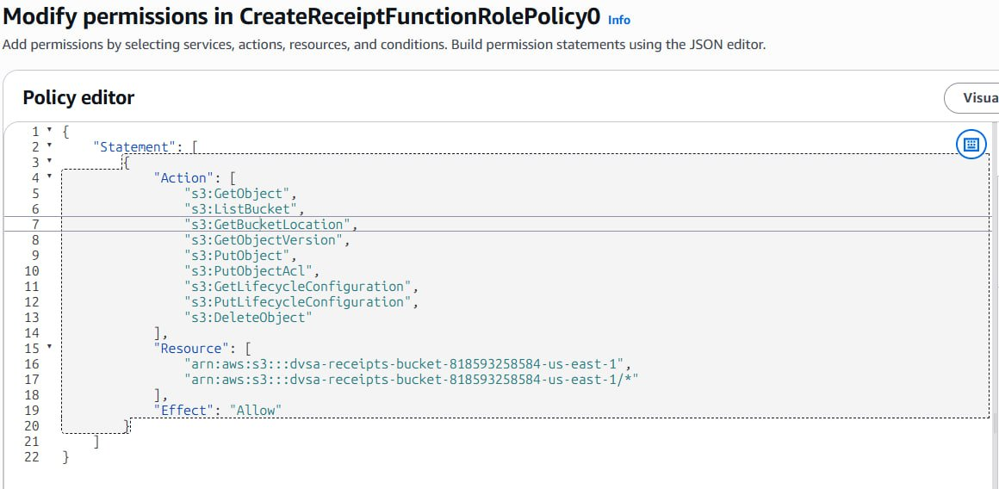 Modify permissions in CreateReceiptFunctionRolePolicy0 Info
Add permissions by selecting services, actions, resources, and conditions. Build permission statements using the JSON editor.
Policy editor
Visua
1 {
2 "Statement": [
3 {
4 "Action": [
5 "s3:GetObject",
6 "s3:ListBucket",
7 "s3:GetBucketLocation",
8 "s3:GetObjectVersion",
9 "s3:PutObject",
10 "s3:PutObjectAcl",
11 "s3:GetLifecycleConfiguration",
12 "s3:PutLifecycleConfiguration",
13 "s3:DeleteObject"
14 ],
15 "Resource": [
16 "arn:aws:s3:::dvsa-receipts-bucket-818593258584-us-east-1",
17 "arn:aws:s3:::dvsa-receipts-bucket-818593258584-us-east-1/*"
18 ],
19 "Effect": "Allow"
20 }
21 ]
22 }